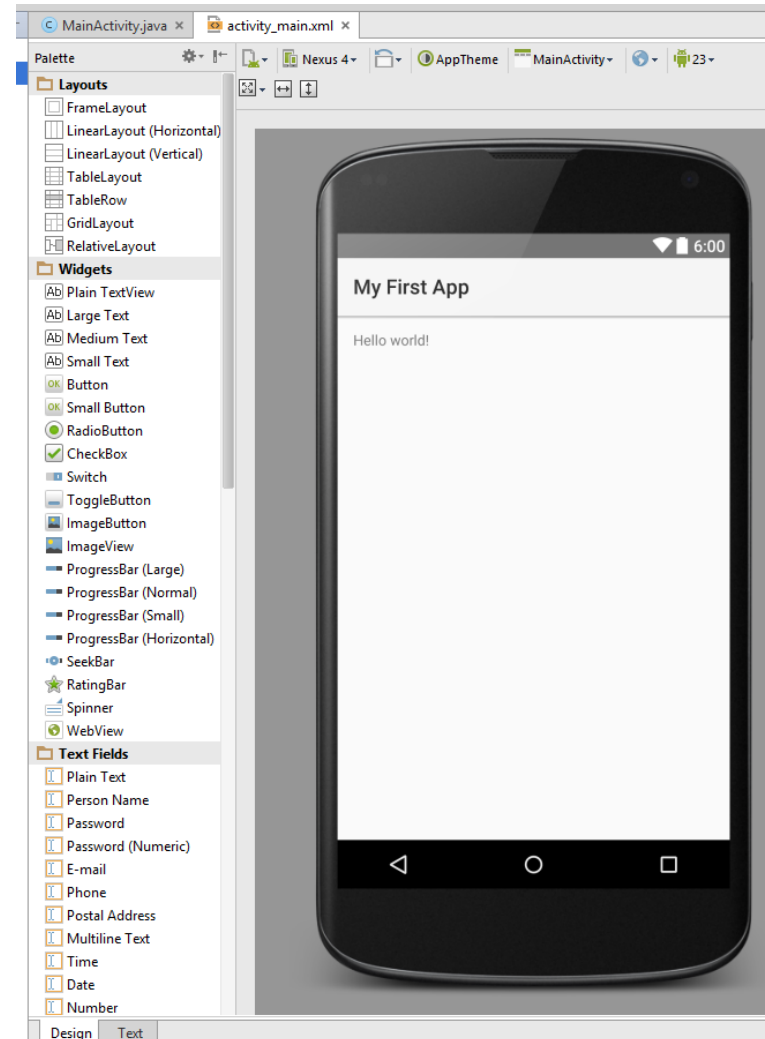 MainActivity.java
activity_main.xml
Palette
Nexus 4
AppTheme
MainActivity
23
Layouts
FrameLayout
LinearLayout (Horizontal)
LinearLayout (Vertical)
TableLayout
TableRow
GridLayout
RelativeLayout
Widgets
Ab Plain TextView
Ab Large Text
Ab Medium Text
Ab Small Text
OK Button
OK Small Button
RadioButton
CheckBox
Switch
ToggleButton
ImageButton
ImageView
ProgressBar (Large)
ProgressBar (Normal)
ProgressBar (Small)
ProgressBar (Horizontal)
SeekBar
RatingBar
Spinner
WebView
Text Fields
Plain Text
Person Name
Password
Password (Numeric)
E-mail
Phone
Postal Address
Multiline Text
Time
Date
Number
6:00
My First App
Hello world!
Design Text